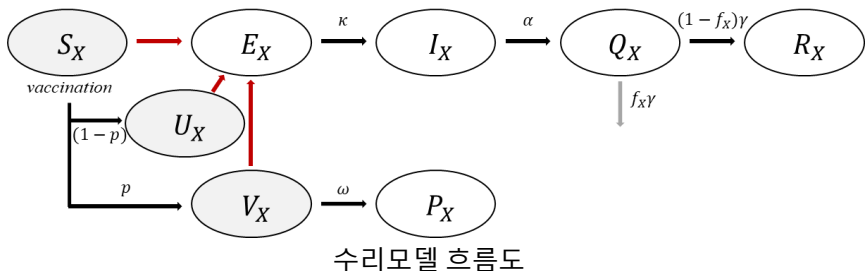 S_X E_X κ I_X α Q_X (1 − f_X)γ R_X
vaccination
f_Xγ
(1 − p) U_X
p V_X ω P_X
수리모델 흐름도